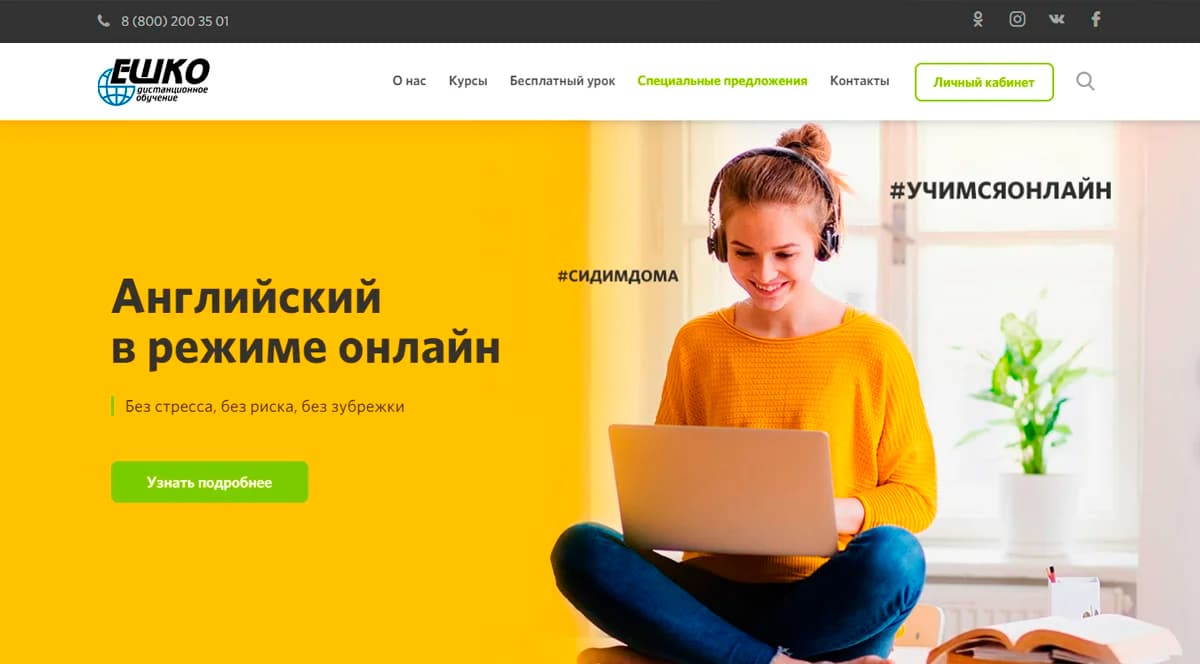 8 (800) 200 35 01
ЕШКО
дистанционное
обучение
О нас
Курсы
Бесплатный урок
Специальные предложения
Контакты
Личный кабинет
#УЧИМСЯОНЛАЙН
#СИДИМДОМА
Английский
в режиме онлайн
Без стресса, без риска, без зубрежки
Узнать подробнее